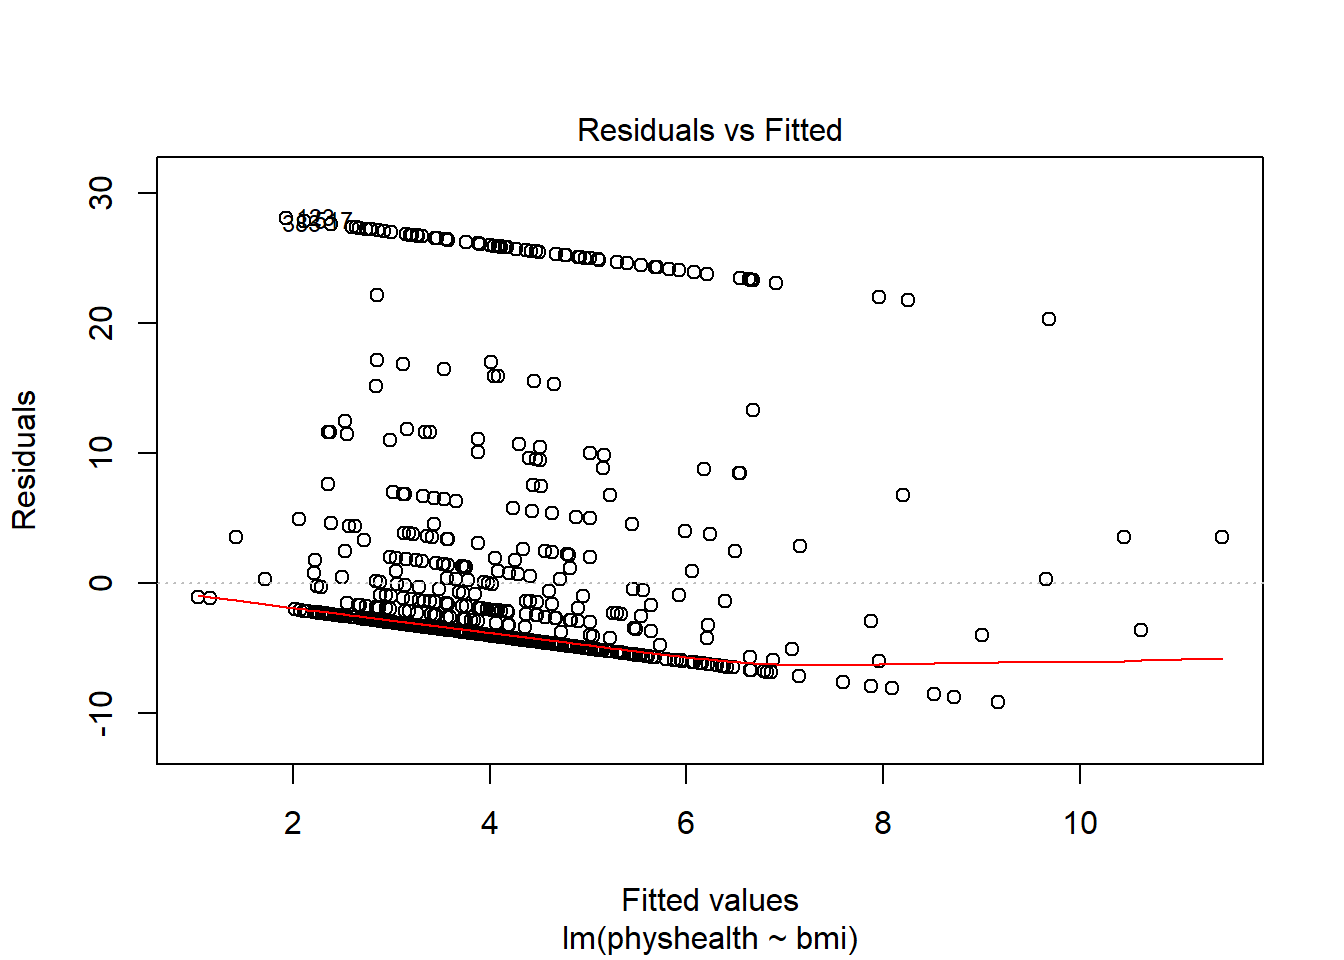 Residuals vs Fitted
Residuals
30
20
10
0
-10
2 4 6 8 10
Fitted values
lm(physhealth ~ bmi)